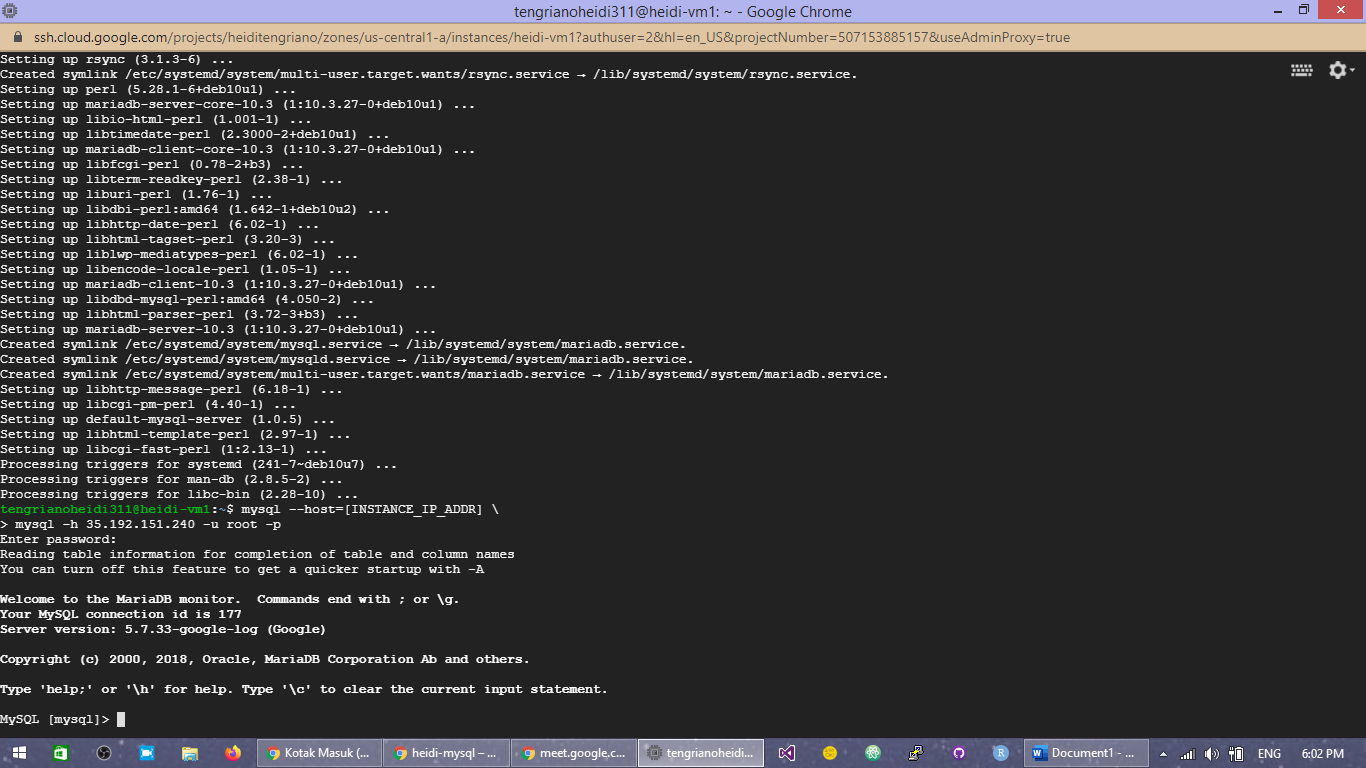 tengrianoheidi311@heidi-vm1: ~ - Google Chrome
ssh.cloud.google.com/projects/heiditengriano/zones/us-central1-a/instances/heidi-vm1?authuser=2&hl=en_US&projectNumber=507153885157&useAdminProxy=true
Setting up rsync (3.1.3-6) ...
Created symlink /etc/systemd/system/multi-user.target.wants/rsync.service → /lib/systemd/system/rsync.service.
Setting up perl (5.28.1-6+deb10u1) ...
Setting up mariadb-server-core-10.3 (1:10.3.27-0+deb10u1) ...
Setting up libio-html-perl (1.001-1) ...
Setting up libtimedate-perl (2.3000-2+deb10u1) ...
Setting up mariadb-client-core-10.3 (1:10.3.27-0+deb10u1) ...
Setting up libfcgi-perl (0.78-2+b3) ...
Setting up libterm-readkey-perl (2.38-1) ...
Setting up liburi-perl (1.76-1) ...
Setting up libdbi-perl:amd64 (1.642-1+deb10u2) ...
Setting up libhttp-date-perl (6.02-1) ...
Setting up libhtml-tagset-perl (3.20-3) ...
Setting up liblwp-mediatypes-perl (6.02-1) ...
Setting up libencode-locale-perl (1.05-1) ...
Setting up mariadb-client-10.3 (1:10.3.27-0+deb10u1) ...
Setting up libdbd-mysql-perl:amd64 (4.050-2) ...
Setting up libhtml-parser-perl (3.72-3+b3) ...
Setting up mariadb-server-10.3 (1:10.3.27-0+deb10u1) ...
Created symlink /etc/systemd/system/mysql.service → /lib/systemd/system/mariadb.service.
Created symlink /etc/systemd/system/mysqld.service → /lib/systemd/system/mariadb.service.
Created symlink /etc/systemd/system/multi-user.target.wants/mariadb.service → /lib/systemd/system/mariadb.service.
Setting up libhttp-message-perl (6.18-1) ...
Setting up libcgi-pm-perl (4.40-1) ...
Setting up default-mysql-server (1.0.5) ...
Setting up libhtml-template-perl (2.97-1) ...
Setting up libcgi-fast-perl (1:2.13-1) ...
Processing triggers for systemd (241-7~deb10u7) ...
Processing triggers for man-db (2.8.5-2) ...
Processing triggers for libc-bin (2.28-10) ...
tengrianoheidi311@heidi-vm1:~$ mysql --host=[INSTANCE_IP_ADDR] \
> mysql -h 35.192.151.240 -u root -p
Enter password:
Reading table information for completion of table and column names
You can turn off this feature to get a quicker startup with -A
Welcome to the MariaDB monitor.  Commands end with ; or \g.
Your MySQL connection id is 177
Server version: 5.7.33-google-log (Google)
Copyright (c) 2000, 2018, Oracle, MariaDB Corporation Ab and others.
Type 'help;' or '\h' for help. Type '\c' to clear the current input statement.
MySQL [mysql]>
Kotak Masuk (... heidi-mysql – ... meet.google.c... tengrianoheidi... Document1 - ... ENG 6:02 PM